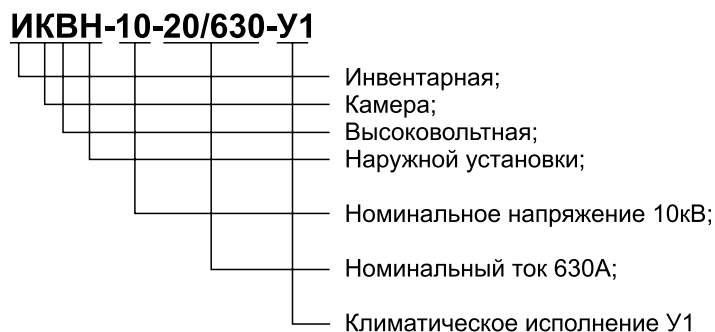 ИКВН-10-20/630-У1
Инвентарная;
Камера;
Высоковольтная;
Наружной установки;
Номинальное напряжение 10кВ;
Номинальный ток 630А;
Климатическое исполнение У1